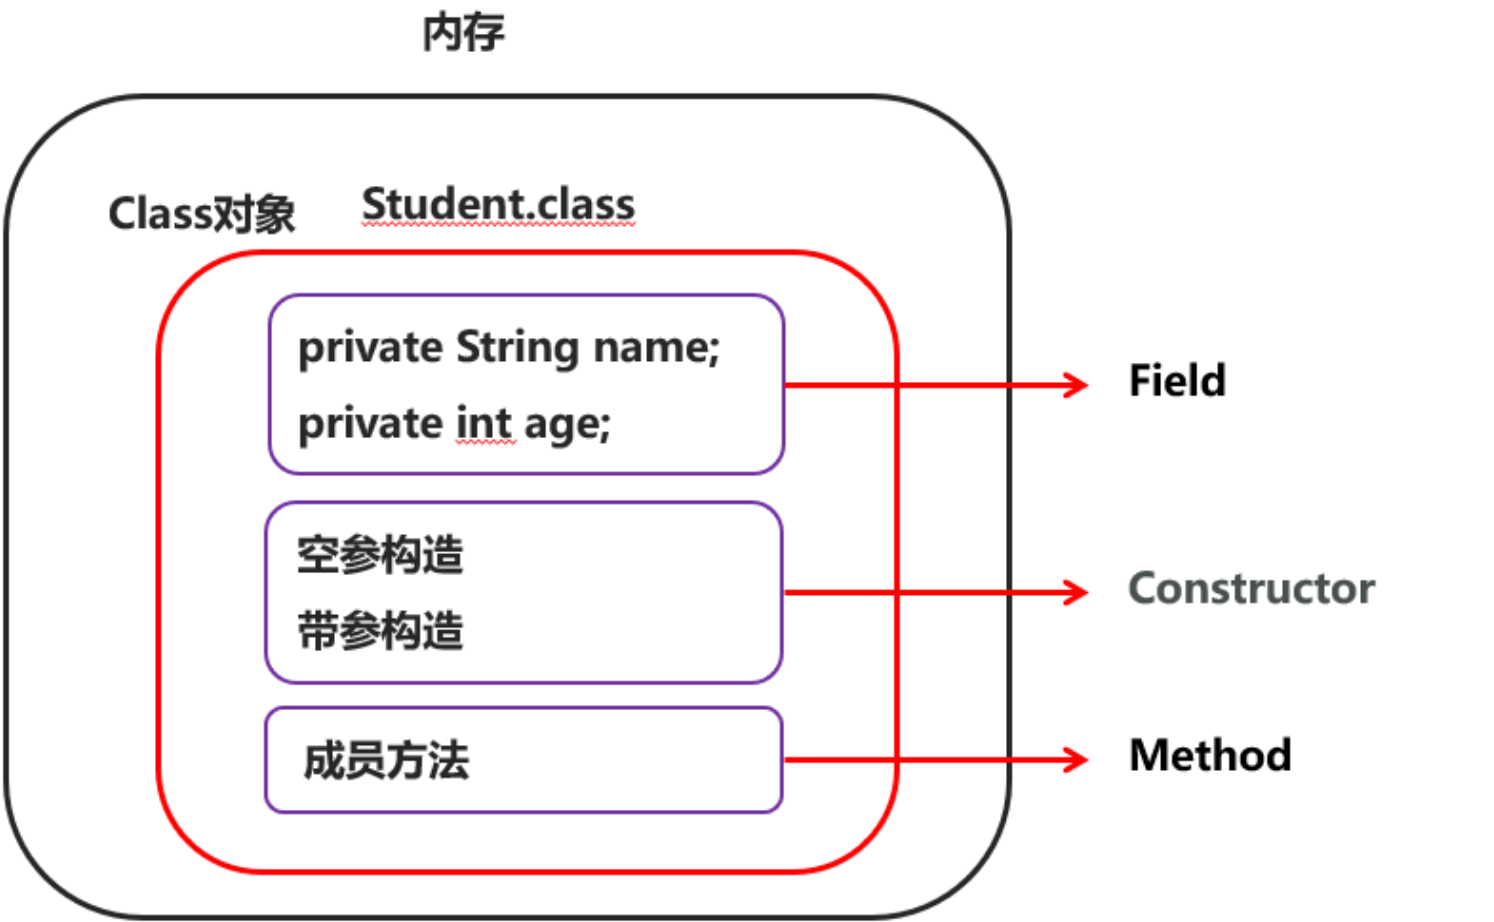 内存
Class对象 Student.class
private String name;
private int age;
Field
空参构造
带参构造
Constructor
成员方法
Method